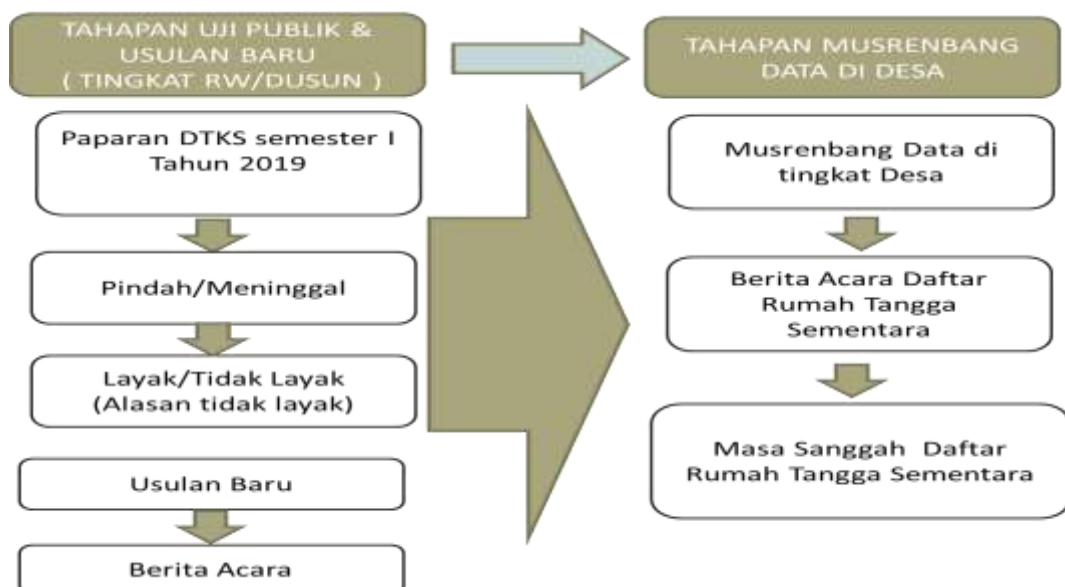 TAHAPAN UJI PUBLIK &
USULAN BARU
( TINGKAT RW/DUSUN )
Paparan DTKS semester I
Tahun 2019
Pindah/Meninggal
Layak/Tidak Layak
(Alasan tidak layak)
Usulan Baru
Berita Acara
TAHAPAN MUSRENBANG
DATA DI DESA
Musrenbang Data di
tingkat Desa
Berita Acara Daftar
Rumah Tangga
Sementara
Masa Sanggah Daftar
Rumah Tangga Sementara